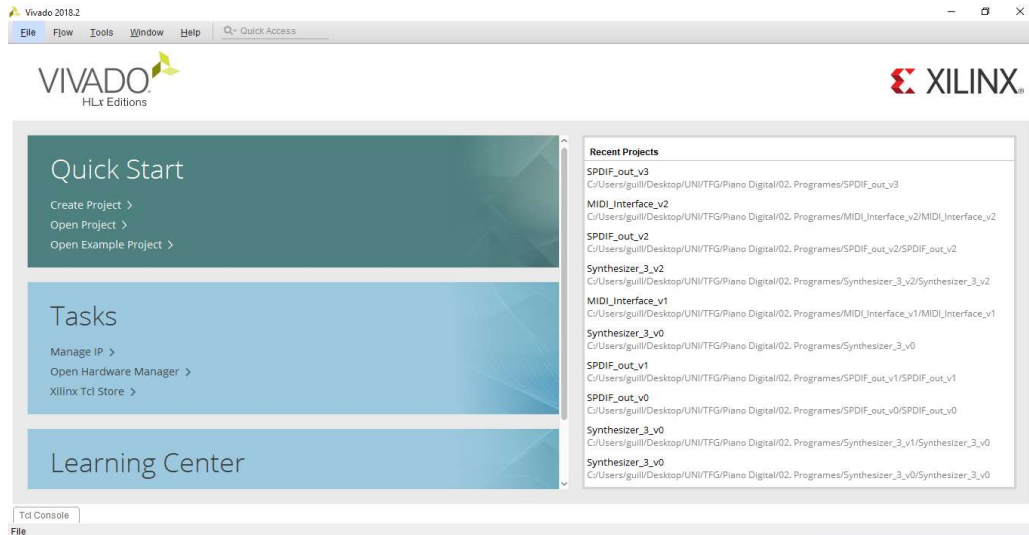 Vivado 2018.2
File Flow Tools Window Help Quick Access
VIVADO.
HLx Editions
XILINX
Quick Start
Create Project >
Open Project >
Open Example Project >
Tasks
Manage IP >
Open Hardware Manager >
Xilinx Tcl Store >
Learning Center
Recent Projects
SPDIF_out_v3
C:/Users/guill/Desktop/UNI/TFG/Piano Digital/02. Programes/SPDIF_out_v3
MIDI_Interface_v2
C:/Users/guill/Desktop/UNI/TFG/Piano Digital/02. Programes/MIDI_Interface_v2/MIDI_Interface_v2
SPDIF_out_v2
C:/Users/guill/Desktop/UNI/TFG/Piano Digital/02. Programes/SPDIF_out_v2/SPDIF_out_v2
Synthesizer_3_v2
C:/Users/guill/Desktop/UNI/TFG/Piano Digital/02. Programes/Synthesizer_3_v2/Synthesizer_3_v2
MIDI_Interface_v1
C:/Users/guill/Desktop/UNI/TFG/Piano Digital/02. Programes/MIDI_Interface_v1/MIDI_Interface_v1
Synthesizer_3_v0
C:/Users/guill/Desktop/UNI/TFG/Piano Digital/02. Programes/Synthesizer_3_v0
SPDIF_out_v1
C:/Users/guill/Desktop/UNI/TFG/Piano Digital/02. Programes/SPDIF_out_v1/SPDIF_out_v1
SPDIF_out_v0
C:/Users/guill/Desktop/UNI/TFG/Piano Digital/02. Programes/SPDIF_out_v0/SPDIF_out_v0
Synthesizer_3_v0
C:/Users/guill/Desktop/UNI/TFG/Piano Digital/02. Programes/Synthesizer_3_v1/Synthesizer_3_v0
Synthesizer_3_v0
C:/Users/guill/Desktop/UNI/TFG/Piano Digital/02. Programes/Synthesizer_3_v0/Synthesizer_3_v0
Tcl Console
File